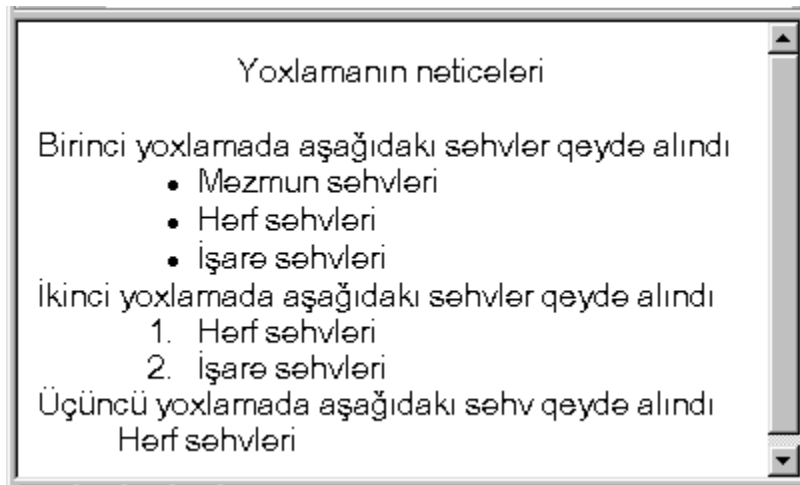 Yoxlamanın nəticələri
Birinci yoxlamada aşağıdakı səhvlər qeydə alındı
• Məzmun səhvləri
• Hərf səhvləri
• İşarə səhvləri
İkinci yoxlamada aşağıdakı səhvlər qeydə alındı
1. Hərf səhvləri
2. İşarə səhvləri
Üçüncü yoxlamada aşağıdakı səhv qeydə alındı
Hərf səhvləri